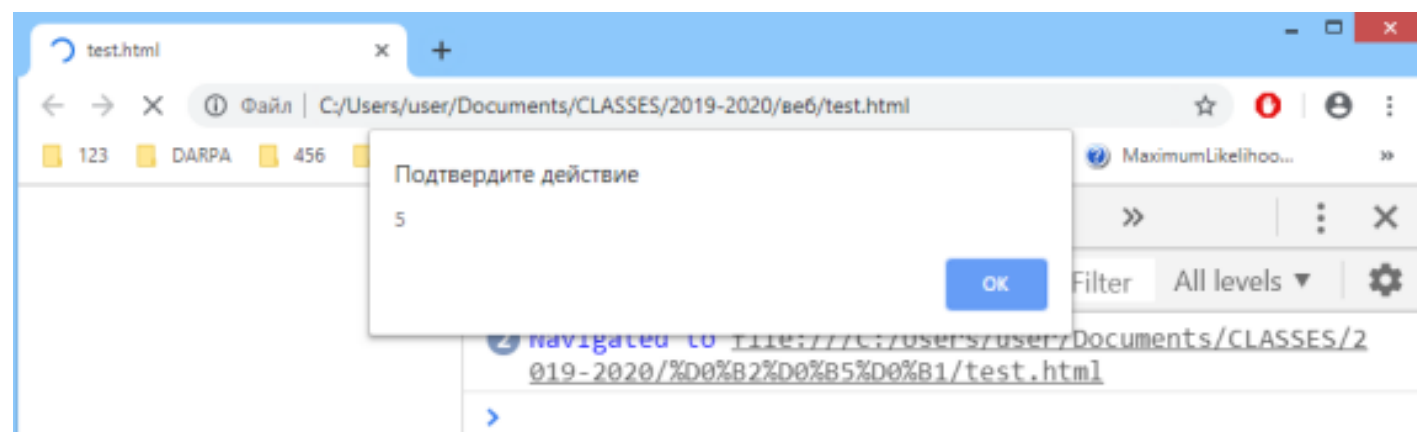 test.html
Файл | C:/Users/user/Documents/CLASSES/2019-2020/веб/test.html
123 DARPA 456 MaximumLikelihoo...
Подтвердите действие
5
OK
Filter All levels ▼
2 Navigated to file:///C:/Users/user/Documents/CLASSES/2
019-2020/%D0%B2%D0%B5%D0%B1/test.html